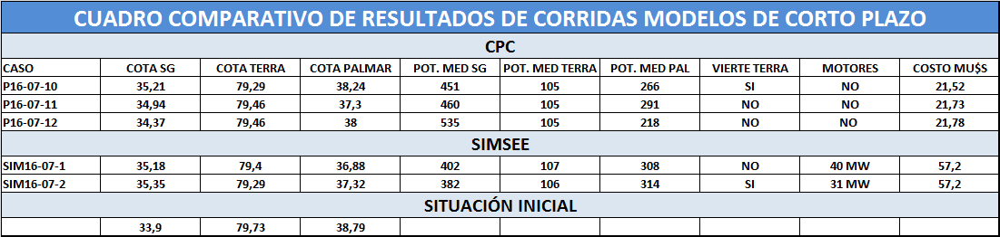 CUADRO COMPARATIVO DE RESULTADOS DE CORRIDAS MODELOS DE CORTO PLAZO
CPC
CASO COTA SG COTA TERRA COTA PALMAR POT. MED SG POT. MED TERRA POT. MED PAL VIERTE TERRA MOTORES COSTO MU$S
P16-07-10 35,21 79,29 38,24 451 105 266 SI NO 21,52
P16-07-11 34,94 79,46 37,3 460 105 291 NO NO 21,73
P16-07-12 34,37 79,46 38 535 105 218 NO NO 21,78
SIMSEE
SIM16-07-1 35,18 79,4 36,88 402 107 308 NO 40 MW 57,2
SIM16-07-2 35,35 79,29 37,32 382 106 314 SI 31 MW 57,2
SITUACIÓN INICIAL
33,9 79,73 38,79